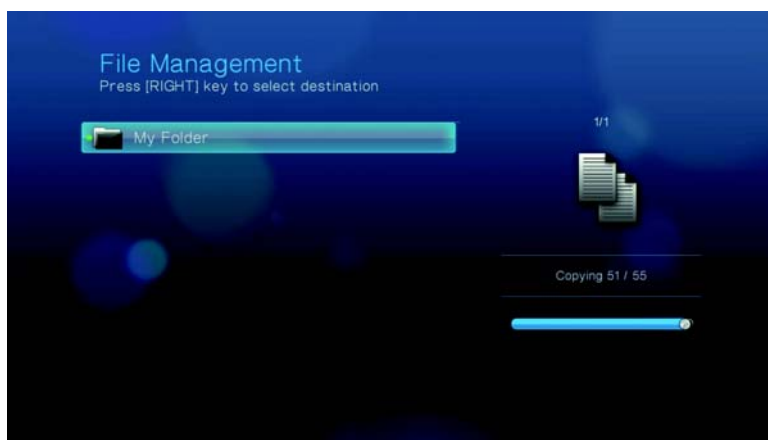 File Management
Press [RIGHT] key to select destination
My Folder
1/1
Copying 51 / 55